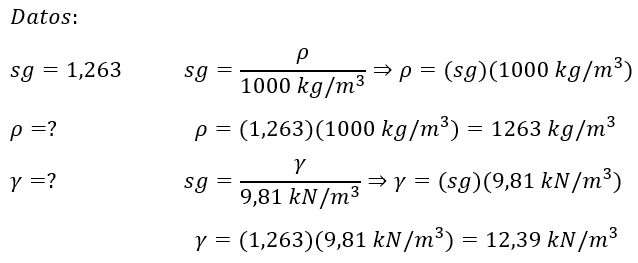 Datos:
sg = 1,263 sg = ρ / 1000 kg/m³ ⇒ ρ = (sg)(1000 kg/m³)
ρ =? ρ = (1,263)(1000 kg/m³) = 1263 kg/m³
γ =? sg = γ / 9,81 kN/m³ ⇒ γ = (sg)(9,81 kN/m³)
γ = (1,263)(9,81 kN/m³) = 12,39 kN/m³